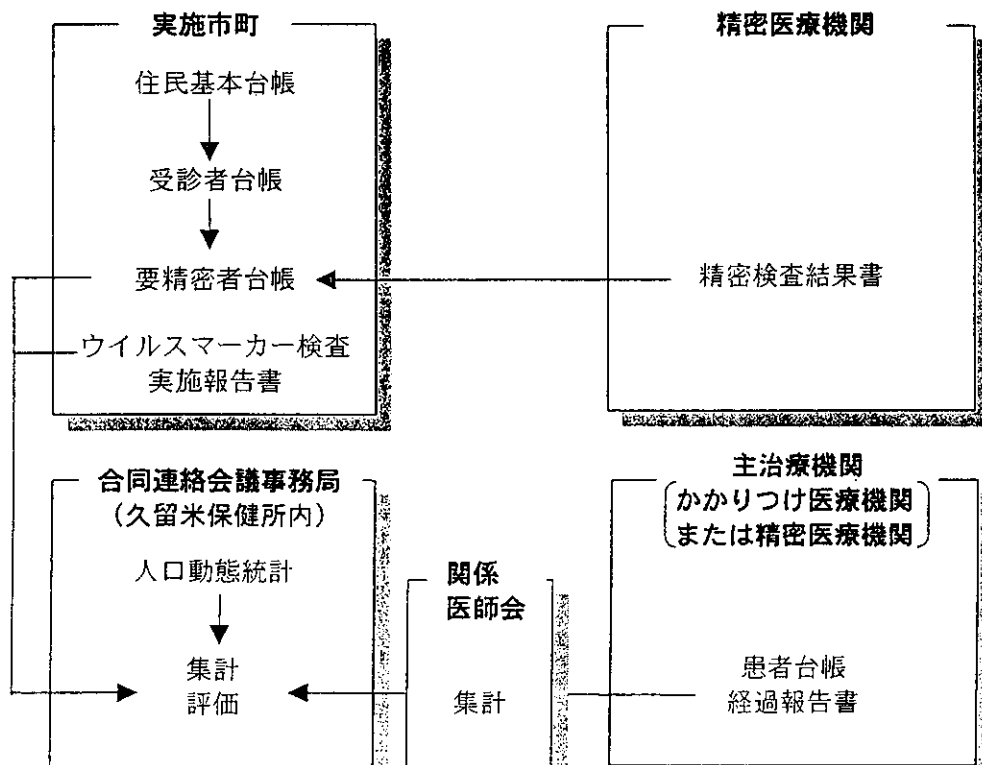 実施市町
住民基本台帳
受診者台帳
要精密者台帳
ウイルスマーカー検査
実施報告書
精密医療機関
精密検査結果書
合同連絡会議事務局
（久留米保健所内）
人口動態統計
集計
評価
関係
医師会
集計
主治療機関
かかりつけ医療機関
または精密医療機関
患者台帳
経過報告書